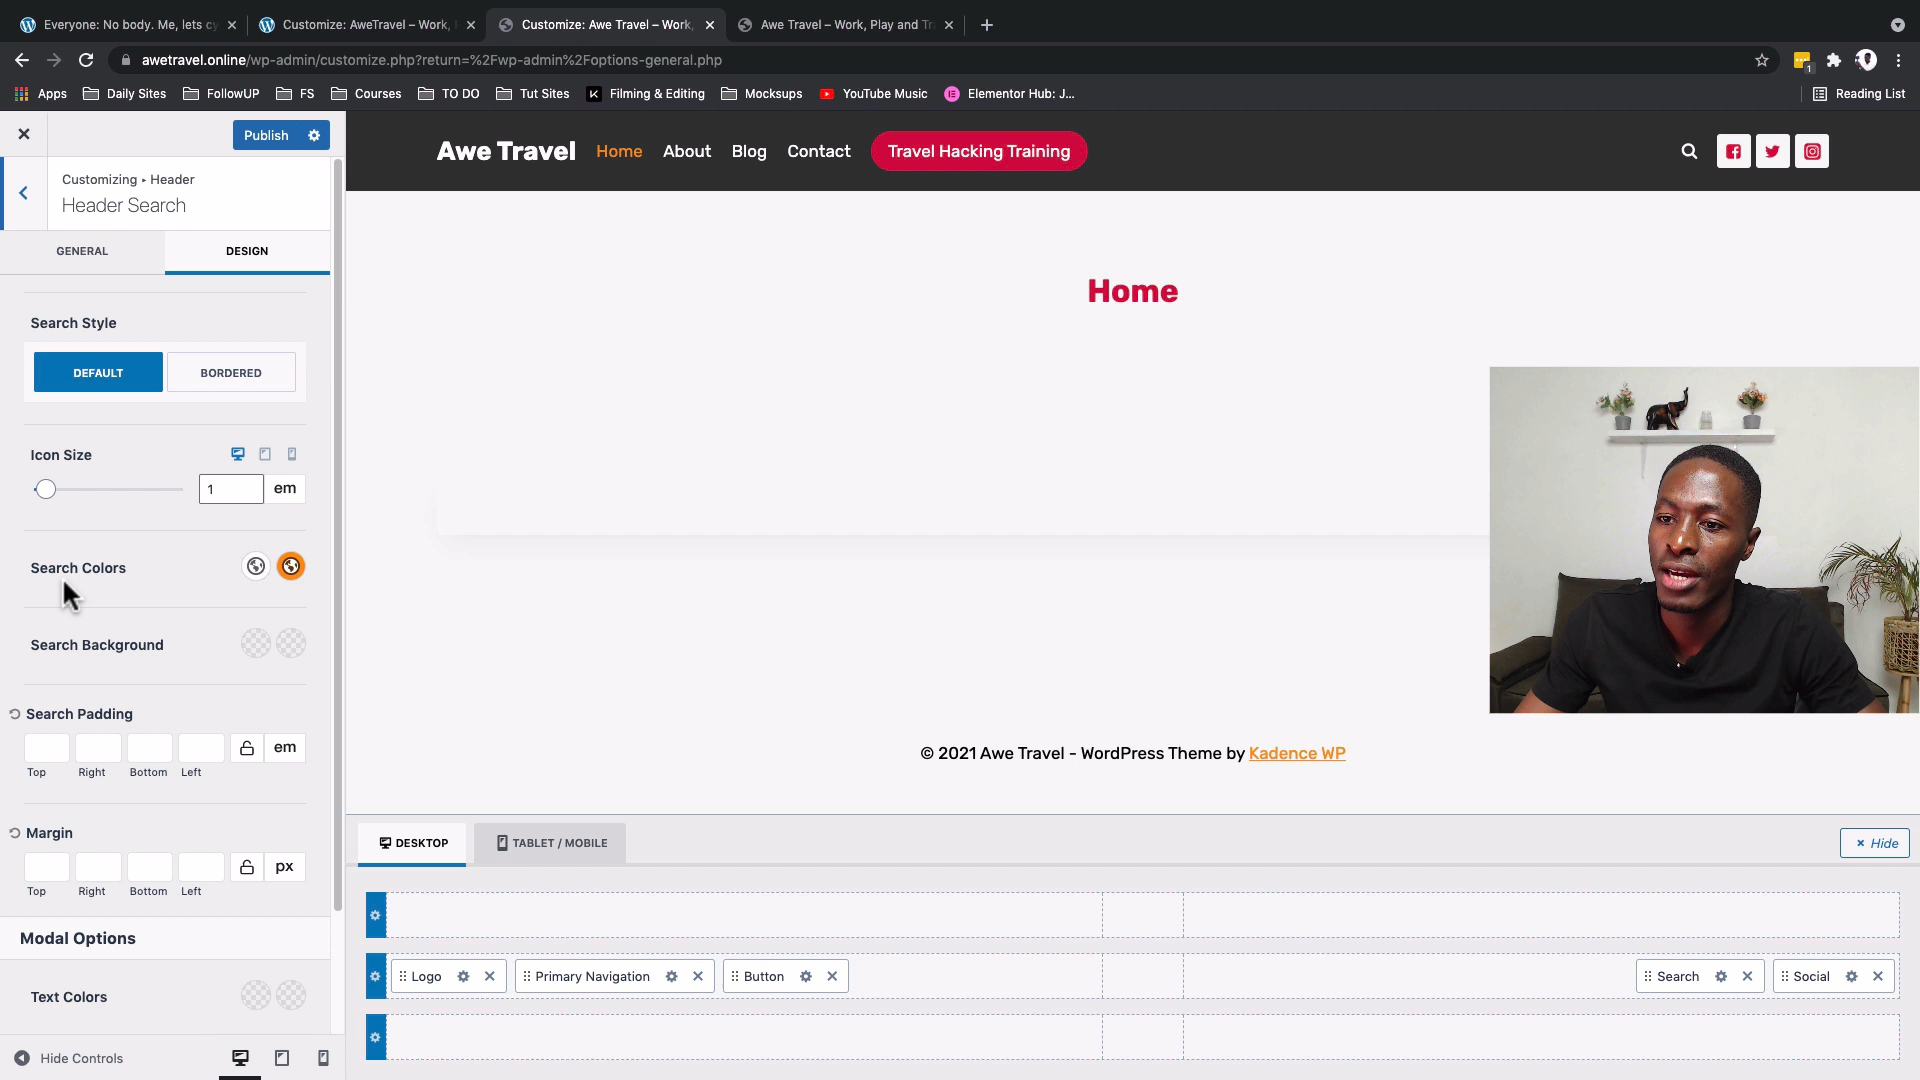 Everyone: No body. Me, lets cy
Customize: AweTravel – Work,
Customize: Awe Travel – Work,
Awe Travel – Work, Play and Tr
awetravel.online/wp-admin/customize.php?return=%2Fwp-admin%2Foptions-general.php
1
Apps
Daily Sites
FollowUP
FS
Courses
TO DO
Tut Sites
Filming & Editing
Mocksups
YouTube Music
Elementor Hub: J...
Reading List
Publish
Customizing ▸ Header
Header Search
GENERAL
DESIGN
Search Style
DEFAULT
BORDERED
Icon Size
1
em
Search Colors
Search Background
Search Padding
em
Top
Right
Bottom
Left
Margin
px
Top
Right
Bottom
Left
Modal Options
Text Colors
Hide Controls
Awe Travel
Home
About
Blog
Contact
Travel Hacking Training
Home
© 2021 Awe Travel - WordPress Theme by Kadence WP
DESKTOP
TABLET / MOBILE
Hide
Logo
Primary Navigation
Button
Search
Social